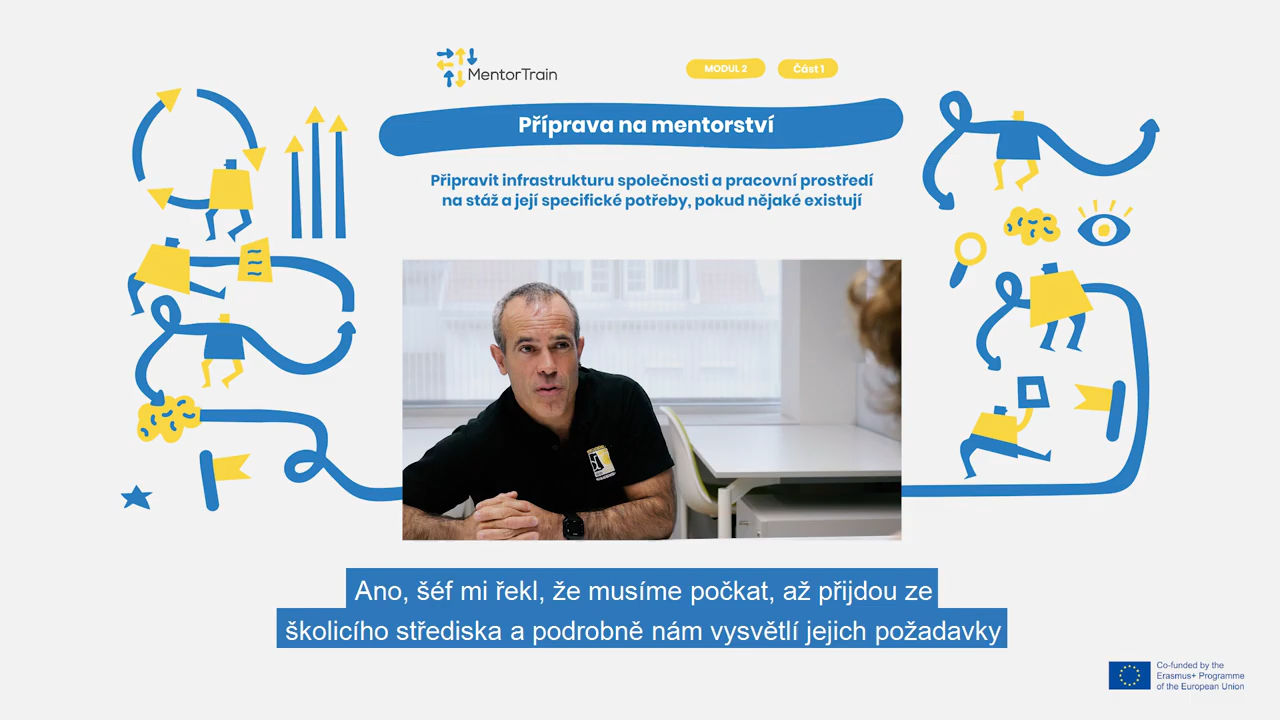 MentorTrain
MODUL 2
Část 1
Příprava na mentorství
Připravit infrastrukturu společnosti a pracovní prostředí
na stáž a její specifické potřeby, pokud nějaké existují
Ano, šéf mi řekl, že musíme počkat, až přijdou ze
školicího střediska a podrobně nám vysvětlí jejich požadavky
Co-funded by the
Erasmus+ Programme
of the European Union